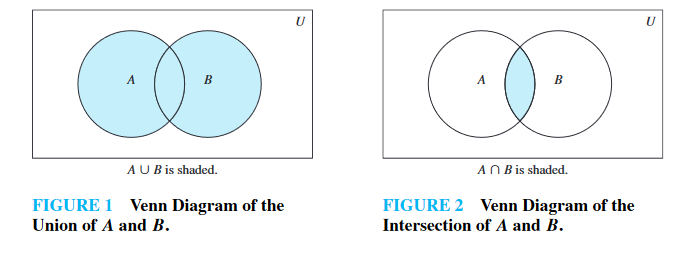 U
A
B
A ∪ B is shaded.
FIGURE 1 Venn Diagram of the
Union of A and B.
U
A
B
A ∩ B is shaded.
FIGURE 2 Venn Diagram of the
Intersection of A and B.